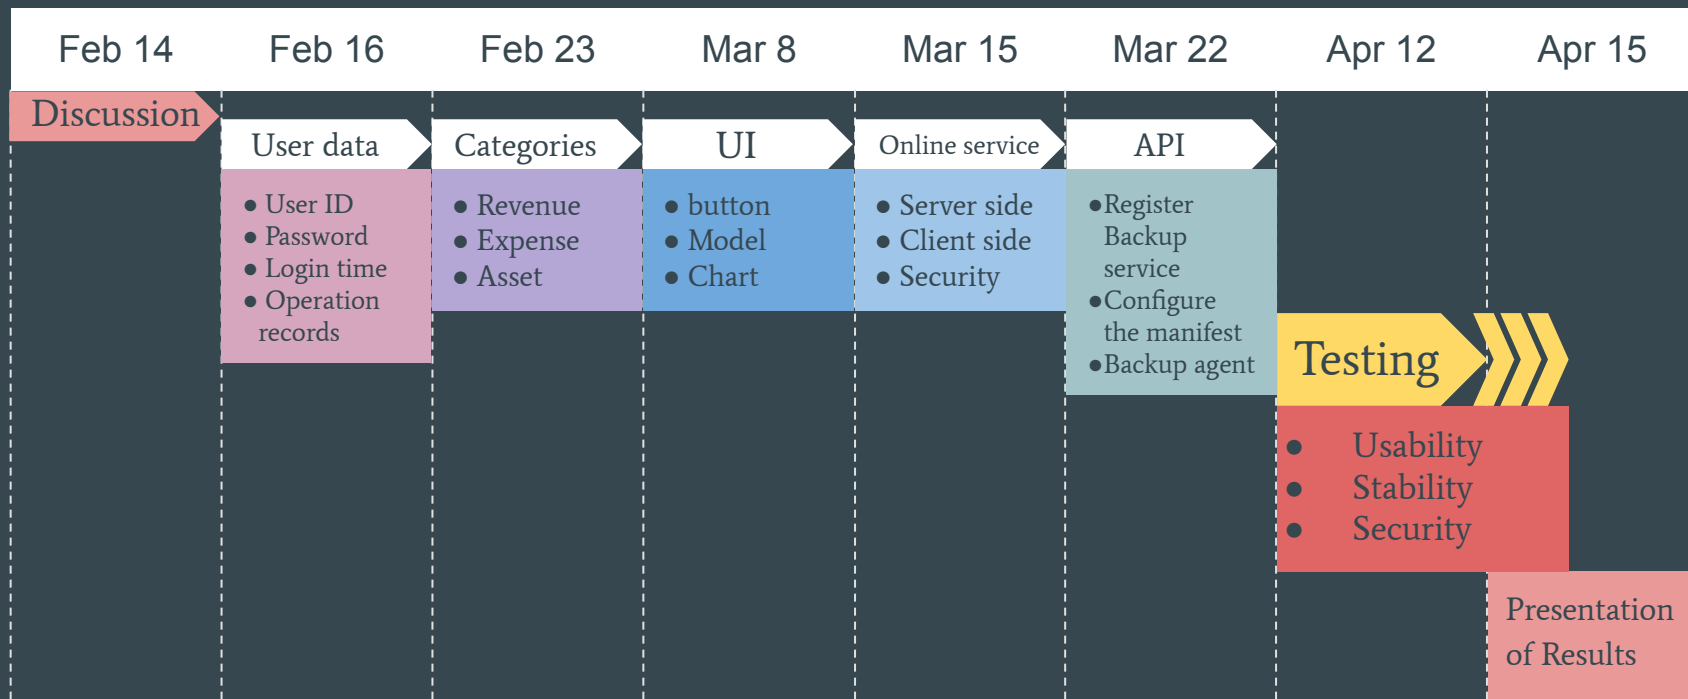 Feb 14 Feb 16 Feb 23 Mar 8 Mar 15 Mar 22 Apr 12 Apr 15
Discussion
User data
● User ID
● Password
● Login time
● Operation
records
Categories
● Revenue
● Expense
● Asset
UI
● button
● Model
● Chart
Online service
● Server side
● Client side
● Security
API
●Register
Backup
service
●Configure
the manifest
●Backup agent
Testing
● Usability
● Stability
● Security
Presentation
of Results